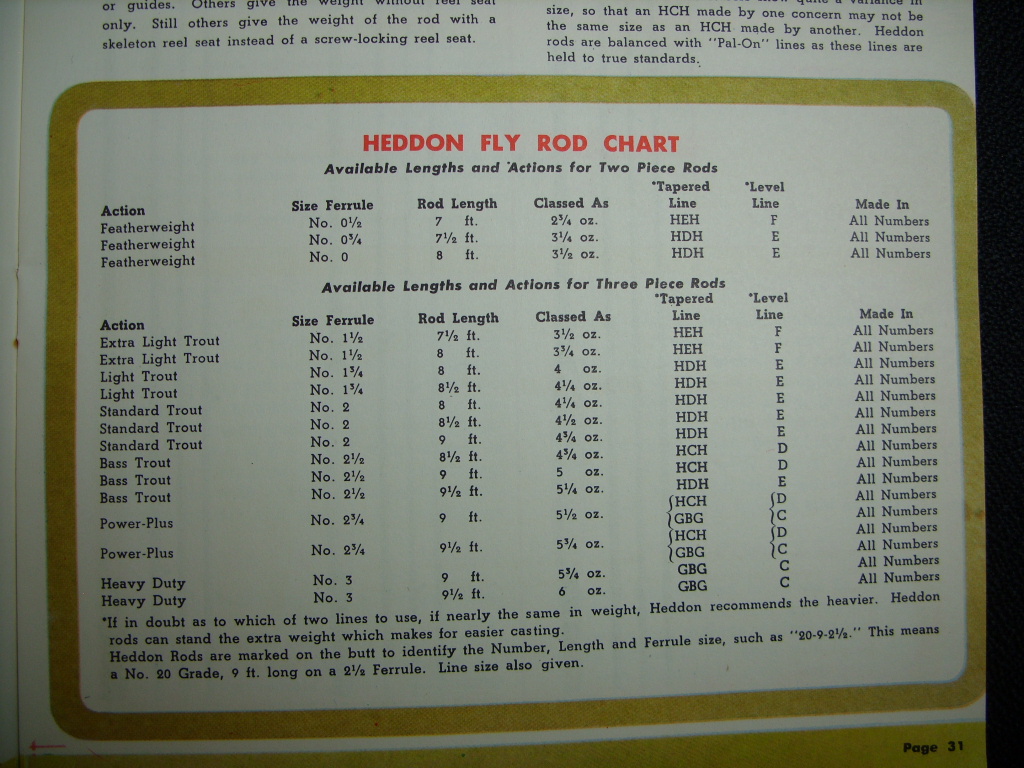 or guides. Others give the weight without reel seat
only. Still others give the weight of the rod with a
skeleton reel seat instead of a screw-locking reel seat.
show quite a variance in
size, so that an HCH made by one concern may not be
the same size as an HCH made by another. Heddon
rods are balanced with "Pal-On" lines as these lines are
held to true standards.
HEDDON FLY ROD CHART
Available Lengths and Actions for Two Piece Rods
*Tapered *Level
Action Size Ferrule Rod Length Classed As Line Line Made In
Featherweight No. 0½ 7 ft. 2¾ oz. HEH F All Numbers
Featherweight No. 0¾ 7½ ft. 3¼ oz. HDH E All Numbers
Featherweight No. 0 8 ft. 3½ oz. HDH E All Numbers
Available Lengths and Actions for Three Piece Rods
*Tapered *Level
Action Size Ferrule Rod Length Classed As Line Line Made In
Extra Light Trout No. 1½ 7½ ft. 3½ oz. HEH F All Numbers
Extra Light Trout No. 1½ 8 ft. 3¾ oz. HEH F All Numbers
Light Trout No. 1¾ 8 ft. 4 oz. HDH E All Numbers
Light Trout No. 1¾ 8½ ft. 4¼ oz. HDH E All Numbers
Standard Trout No. 2 8 ft. 4¼ oz. HDH E All Numbers
Standard Trout No. 2 8½ ft. 4½ oz. HDH E All Numbers
Standard Trout No. 2 9 ft. 4¾ oz. HDH E All Numbers
Bass Trout No. 2½ 8½ ft. 4¾ oz. HCH D All Numbers
Bass Trout No. 2½ 9 ft. 5 oz. HCH D All Numbers
Bass Trout No. 2½ 9½ ft. 5¼ oz. HDH E All Numbers
{HCH {D All Numbers
Power-Plus No. 2¾ 9 ft. 5½ oz. {GBG {C All Numbers
{HCH {D All Numbers
Power-Plus No. 2¾ 9½ ft. 5¾ oz. {GBG {C All Numbers
Heavy Duty No. 3 9 ft. 5¾ oz. GBG C All Numbers
Heavy Duty No. 3 9½ ft. 6 oz. GBG C All Numbers
*If in doubt as to which of two lines to use, if nearly the same in weight, Heddon recommends the heavier. Heddon
rods can stand the extra weight which makes for easier casting.
Heddon Rods are marked on the butt to identify the Number, Length and Ferrule size, such as "20-9-2½." This means
a No. 20 Grade, 9 ft. long on a 2½ Ferrule. Line size also given.
Page 31